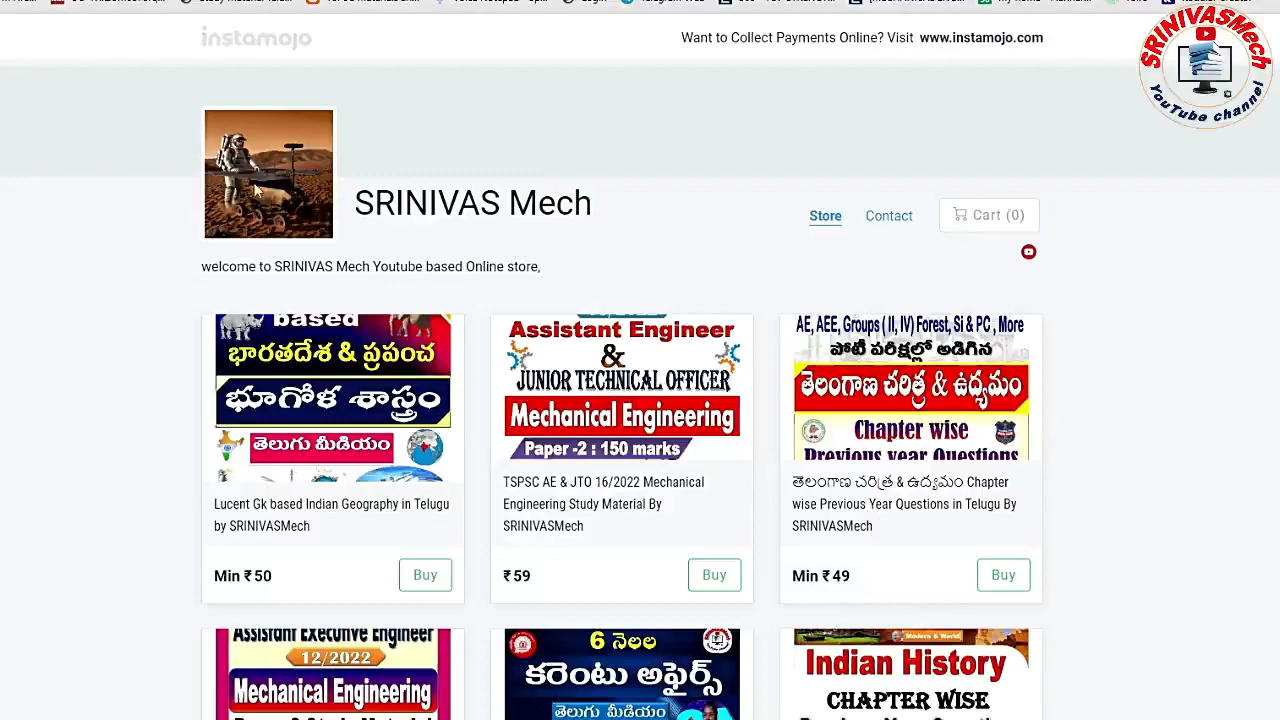 instamojo
Want to Collect Payments Online? Visit www.instamojo.com
SRINIVASMech
YouTube channel
SRINIVAS Mech
Store
Contact
Cart (0)
welcome to SRINIVAS Mech Youtube based Online store,
based
భారతదేశ & ప్రపంచ
భూగోళ శాస్త్రం
తెలుగు మీడియం
Lucent Gk based Indian Geography in Telugu
by SRINIVASMech
Min ₹ 50
Buy
Assistant Engineer
&
JUNIOR TECHNICAL OFFICER
Mechanical Engineering
Paper -2 : 150 marks
TSPSC AE & JTO 16/2022 Mechanical
Engineering Study Material By
SRINIVASMech
₹ 59
Buy
AE, AEE, Groups ( II, IV) Forest, Si & PC , More
పోటీ పరీక్షల్లో అడిగిన
తెలంగాణ చరిత్ర & ఉద్యమం
Chapter wise
Previous year Questions
తెలంగాణ చరిత్ర & ఉద్యమం Chapter
wise Previous Year Questions in Telugu By
SRINIVASMech
Min ₹ 49
Buy
Assistant Executive Engineer
12/2022
Mechanical Engineering
6 నెలల
కరెంటు అఫైర్స్
తెలుగు మీడియం
Modern & World
Indian History
CHAPTER WISE